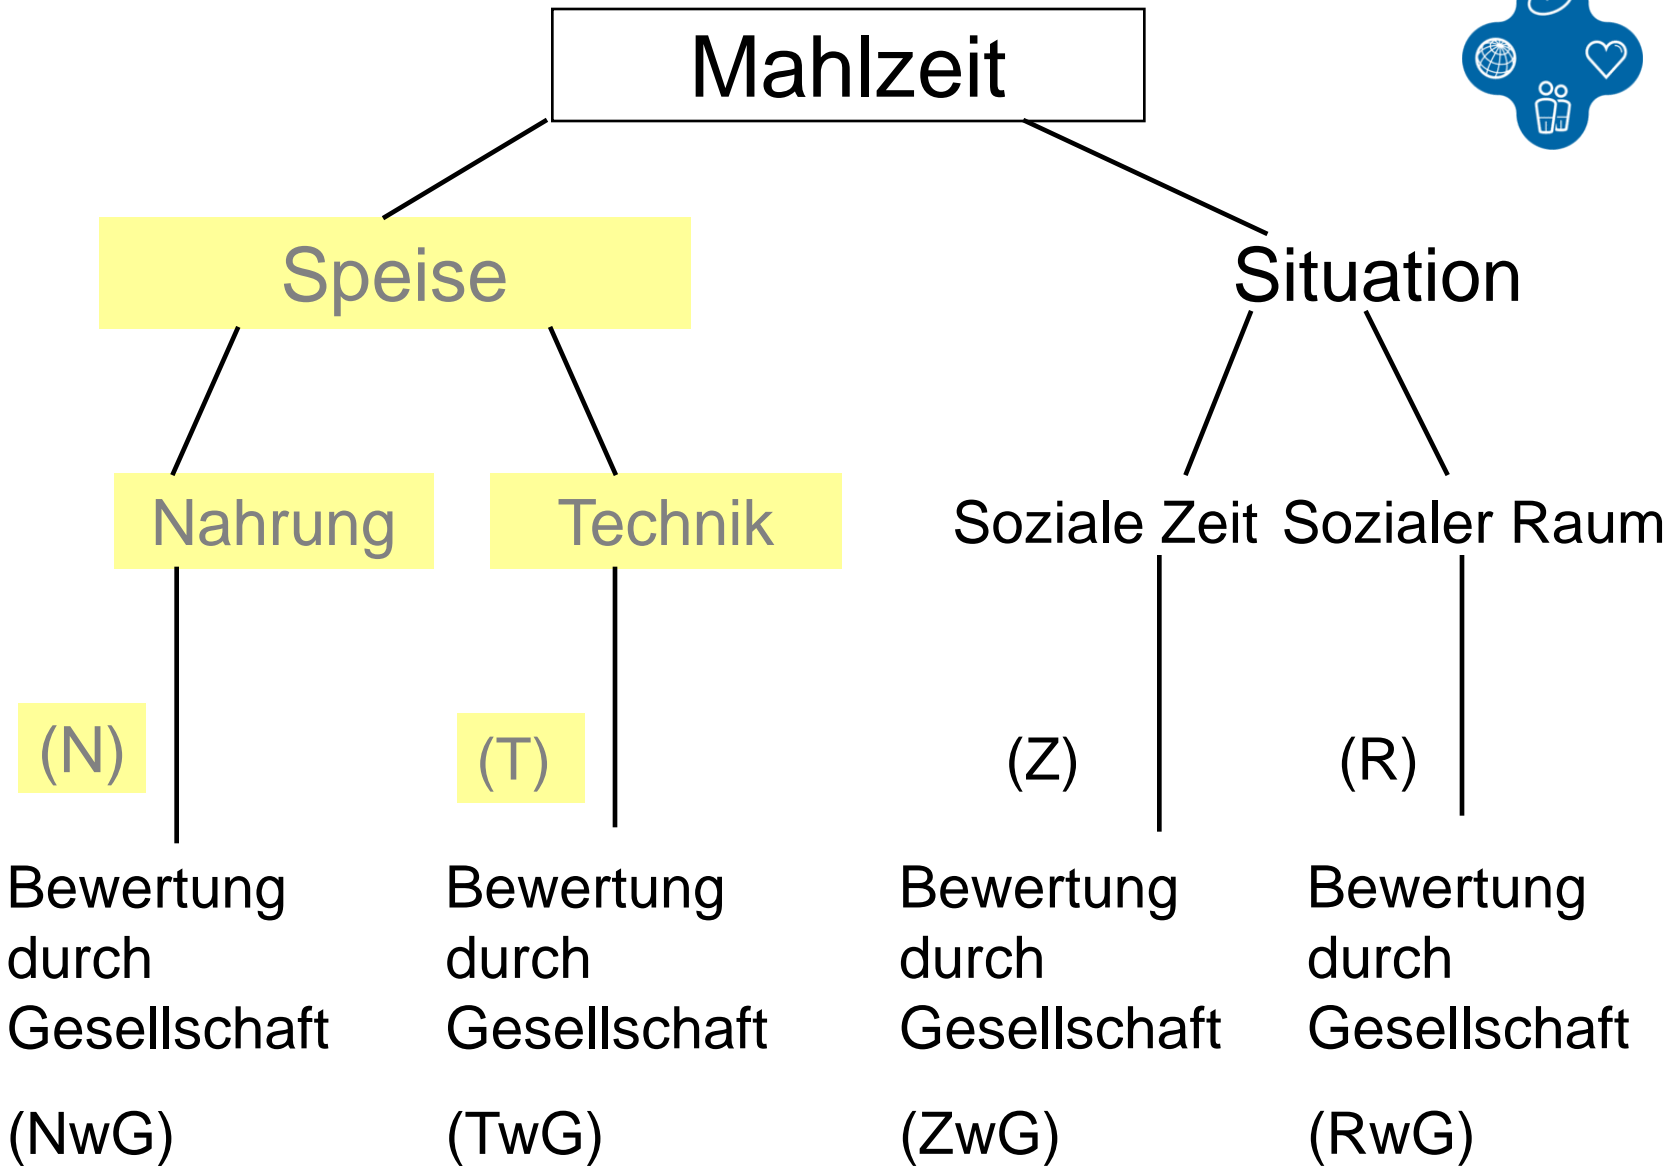 Mahlzeit
Speise
Situation
Nahrung
Technik
Soziale Zeit
Sozialer Raum
(N)
(T)
(Z)
(R)
Bewertung
durch
Gesellschaft
(NwG)
Bewertung
durch
Gesellschaft
(TwG)
Bewertung
durch
Gesellschaft
(ZwG)
Bewertung
durch
Gesellschaft
(RwG)